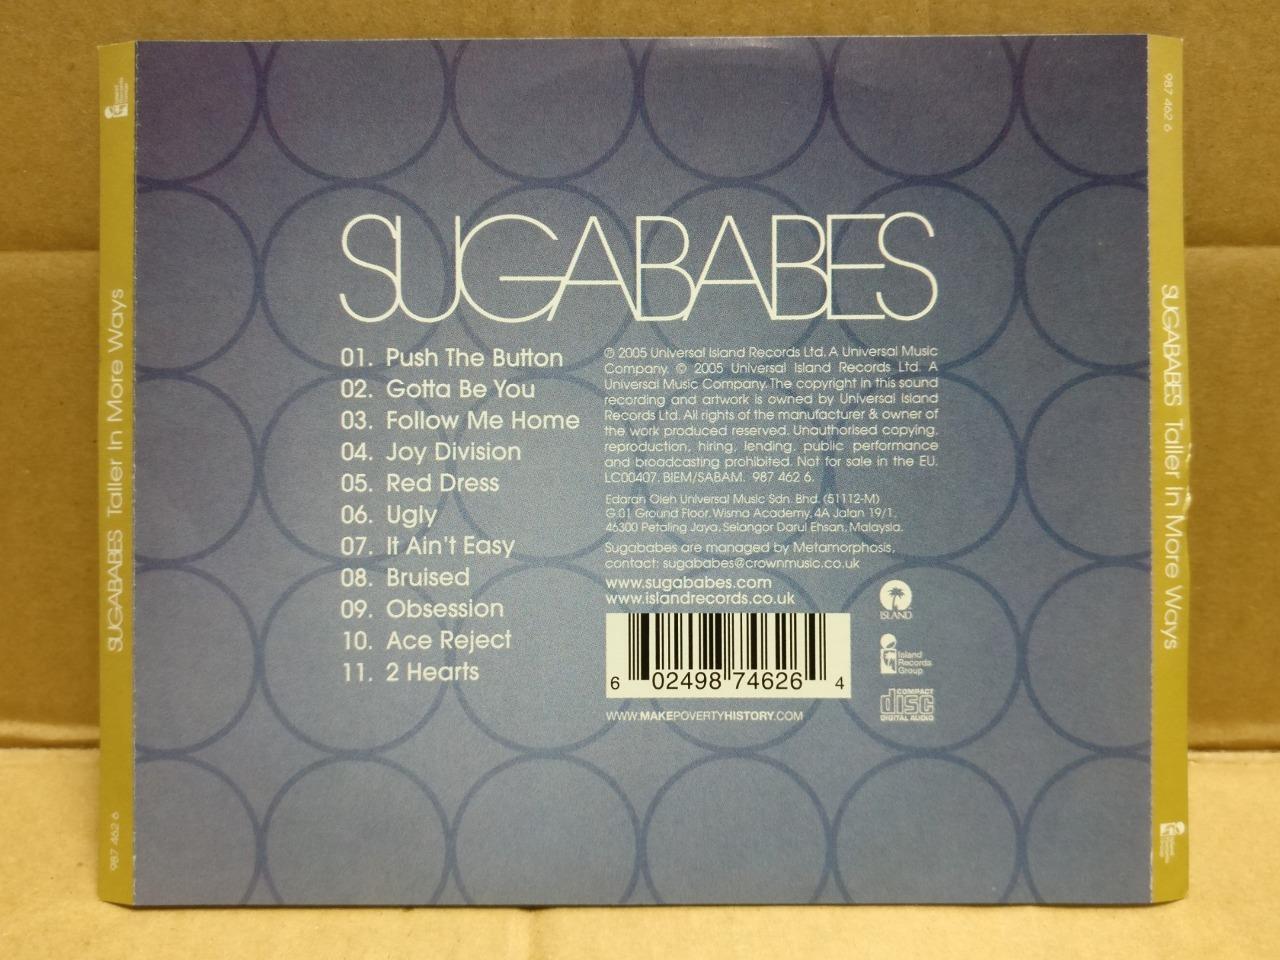 SUGABABES
01. Push The Button
02. Gotta Be You
03. Follow Me Home
04. Joy Division
05. Red Dress
06. Ugly
07. It Ain't Easy
08. Bruised
09. Obsession
10. Ace Reject
11. 2 Hearts
℗ 2005 Universal Island Records Ltd. A Universal Music
Company. © 2005 Universal Island Records Ltd. A
Universal Music Company. The copyright in this sound
recording and artwork is owned by Universal Island
Records Ltd. All rights of the manufacturer & owner of
the work produced reserved. Unauthorised copying,
reproduction, hiring, lending, public performance
and broadcasting prohibited. Not for sale in the EU.
LC00407. BIEM/SABAM. 987 462 6.
Edaran Oleh Universal Music Sdn. Bhd. (51112-M)
G.01 Ground Floor, Wisma Academy, 4A Jalan 19/1,
46300 Petaling Jaya, Selangor Darul Ehsan, Malaysia.
Sugababes are managed by Metamorphosis,
contact: sugababes@crownmusic.co.uk
www.sugababes.com
www.islandrecords.co.uk
6 02498 74626 4
WWW.MAKEPOVERTYHISTORY.COM
ISLAND
Island
Records
Group
COMPACT
disc
DIGITAL AUDIO
SUGABABES Taller In More Ways
987 462 6
987 462 6
SUGABABES Taller In More Ways